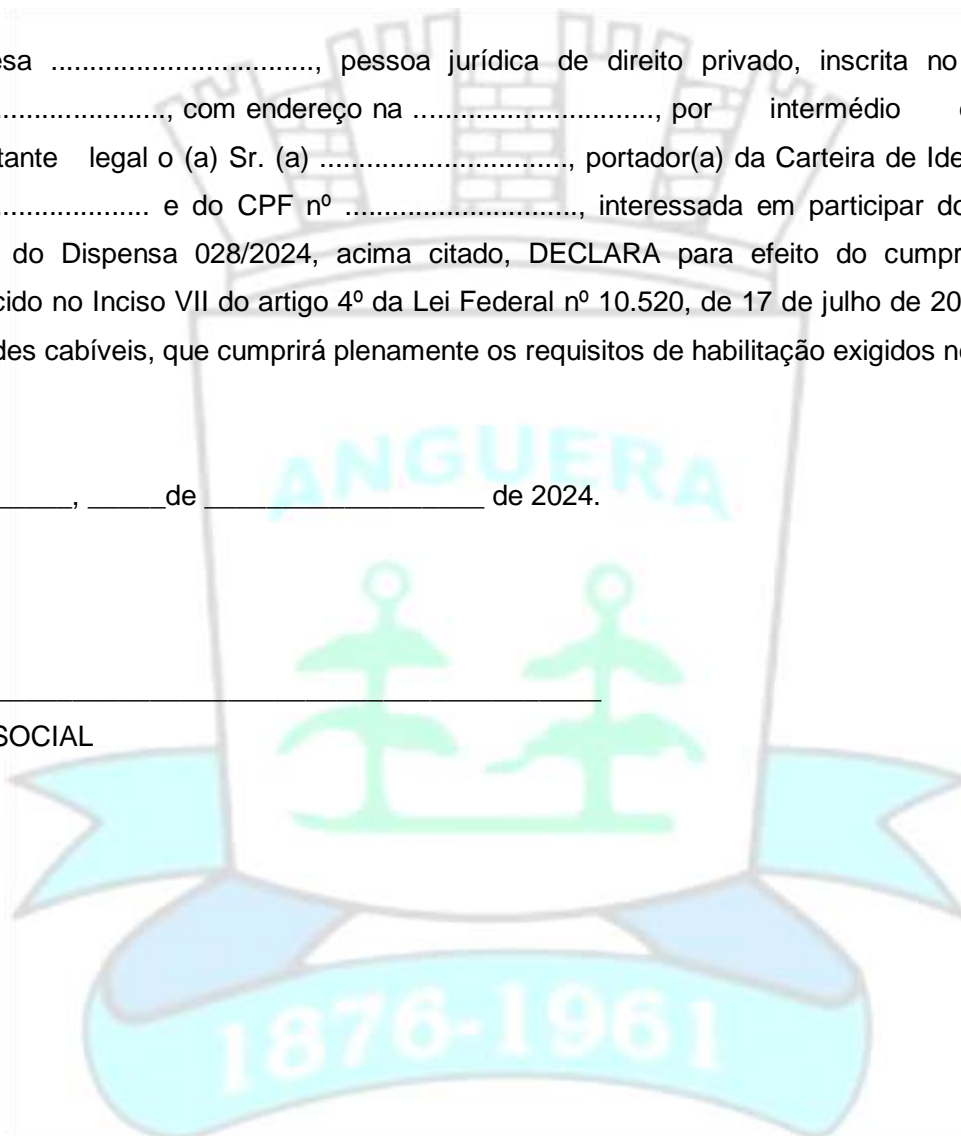 esa ................................., pessoa jurídica de direito privado, inscrita no
......................, com endereço na ..............................., por intermédio
tante legal o (a) Sr. (a) ................................, portador(a) da Carteira de Ide
.................... e do CPF nº .............................., interessada em participar do
do Dispensa 028/2024, acima citado, DECLARA para efeito do cumpr
cido no Inciso VII do artigo 4º da Lei Federal nº 10.520, de 17 de julho de 20
des cabíveis, que cumprirá plenamente os requisitos de habilitação exigidos n
ANGUERA
_____, _____de __________________ de 2024.
_______________________________________
SOCIAL
1876-1961